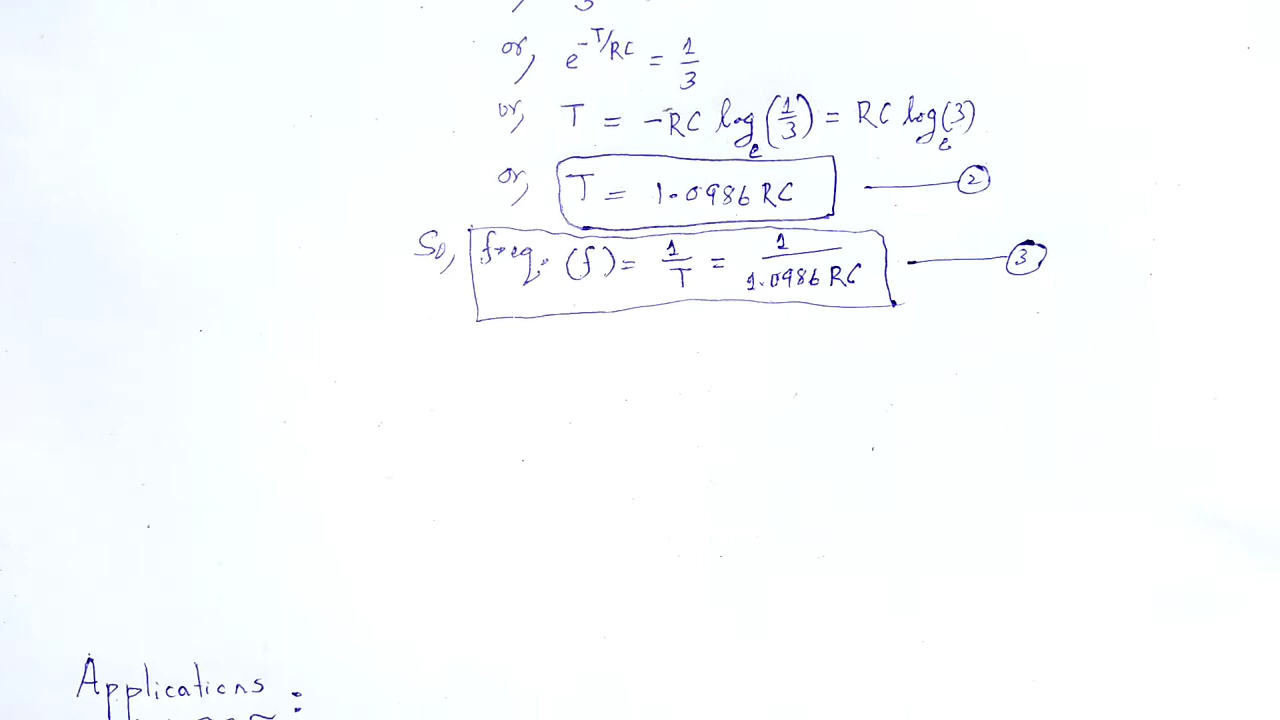 or, e^{-T/RC} = 1/3
or, T = -RC log_e (1/3) = RC log_e (3)
or, T = 1.0986 RC — 2
So, freq. (f) = 1/T = 1/1.0986 RC — 3
Applications :